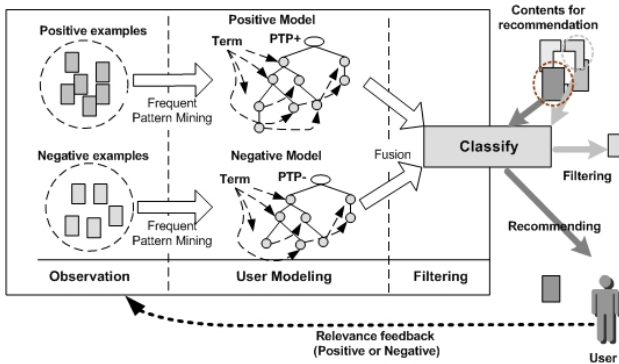 Positive examples
Positive Model
Term
PTP+
Frequent
Pattern Mining
Contents for
recommendation
Negative examples
Negative Model
Term
PTP-
Frequent
Pattern Mining
Fusion
Classify
Filtering
Recommending
Observation
User Modeling
Filtering
Relevance feedback
(Positive or Negative)
User